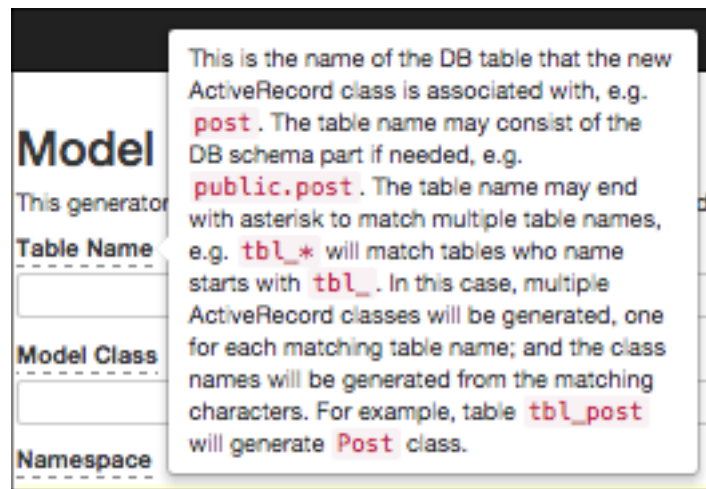 This is the name of the DB table that the new
ActiveRecord class is associated with, e.g.
post. The table name may consist of the
DB schema part if needed, e.g.
public.post. The table name may end
with asterisk to match multiple table names,
e.g. tbl_* will match tables who name
starts with tbl_. In this case, multiple
ActiveRecord classes will be generated, one
for each matching table name; and the class
names will be generated from the matching
characters. For example, table tbl_post
will generate Post class.
Model
This generator
Table Name
Model Class
Namespace